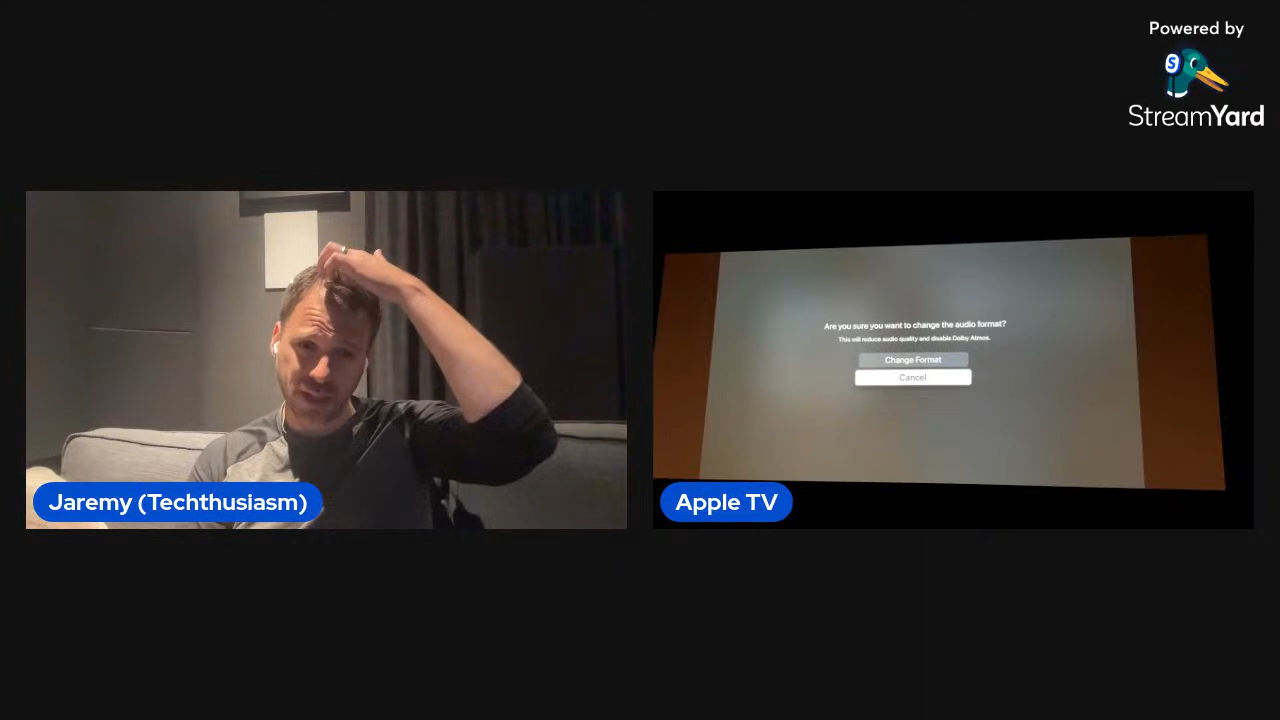 Powered by
S
StreamYard
Are you sure you want to change the audio format?
This will reduce audio quality and disable Dolby Atmos.
Change Format
Cancel
Jaremy (Techthusiasm)
Apple TV